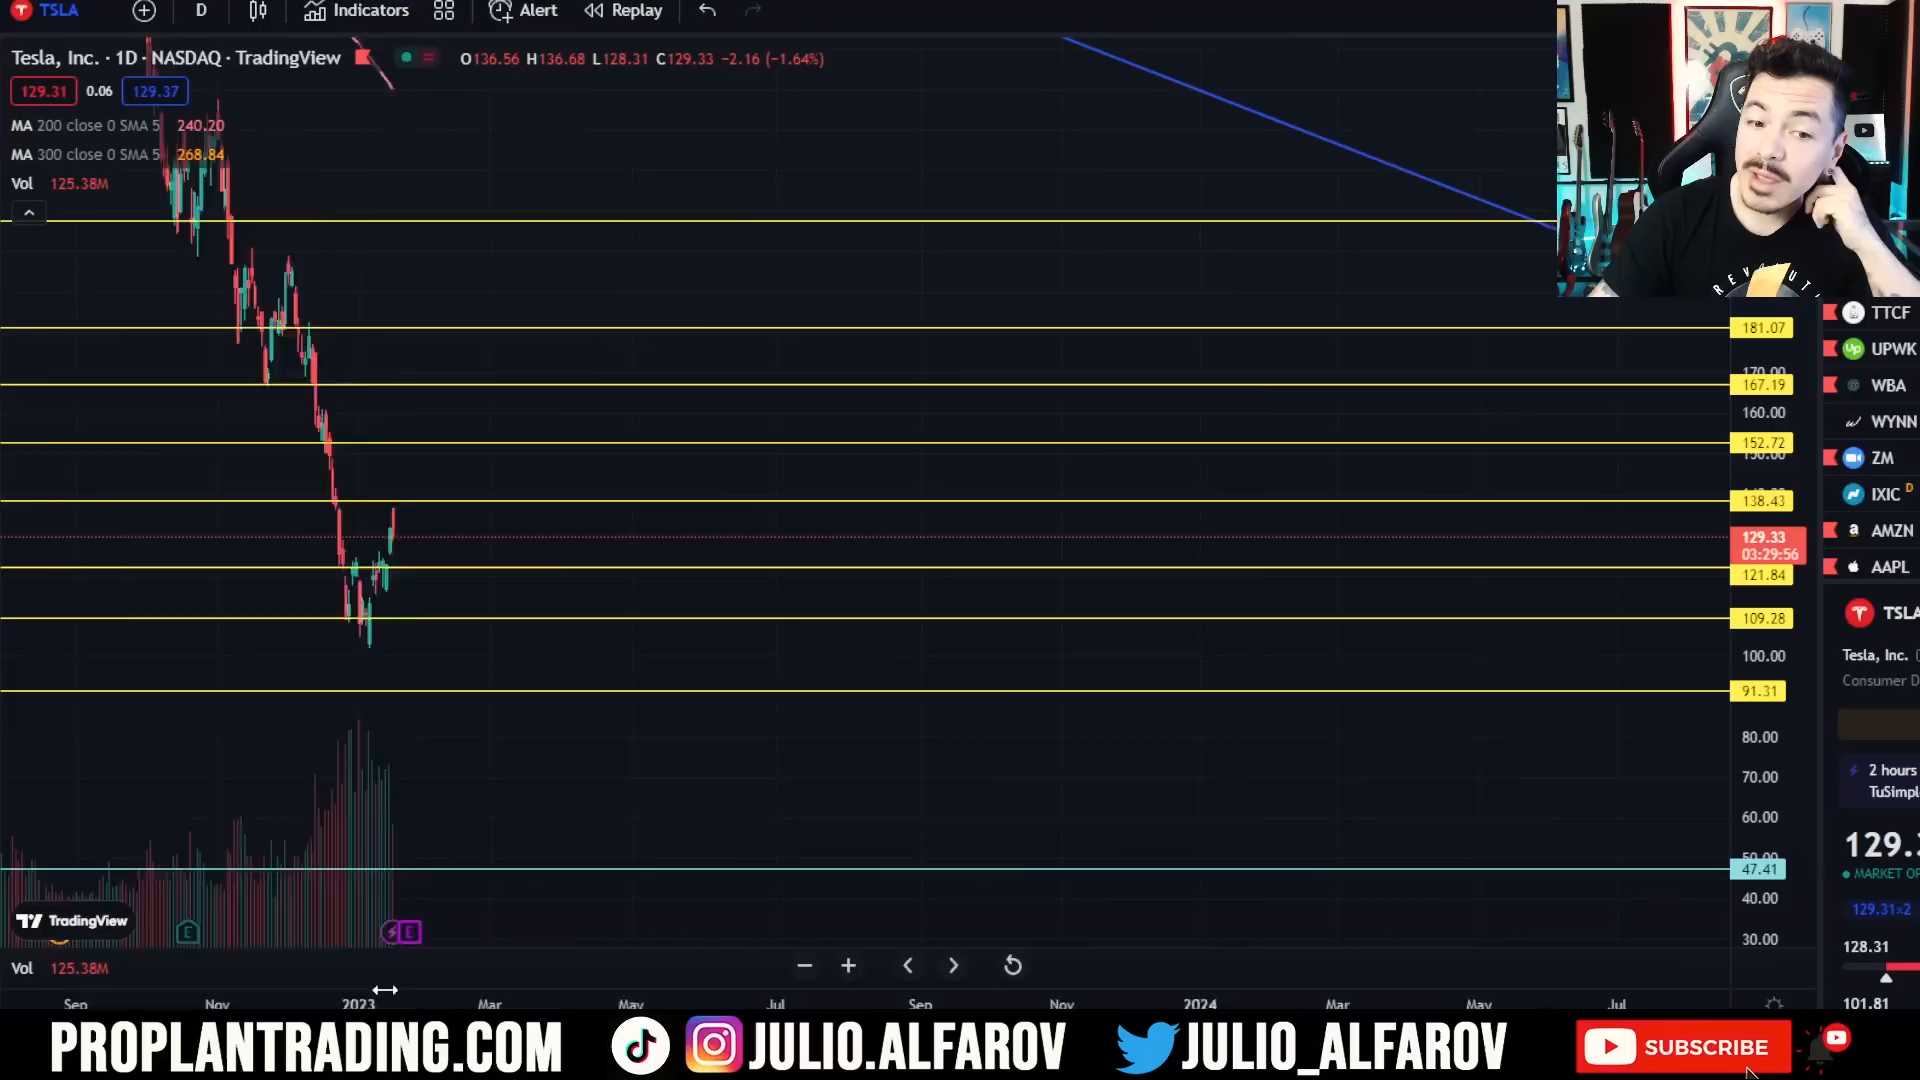 TSLA
D
Indicators
Alert
Replay
Tesla, Inc. · 1D · NASDAQ · TradingView
O136.56 H136.68 L128.31 C129.33 −2.16 (−1.64%)
129.31 0.06 129.37
MA 200 close 0 SMA 5 240.20
MA 300 close 0 SMA 5 268.84
Vol 125.38M
181.07
170.00
167.19
160.00
152.72
150.00
138.43
129.33
03:29:56
121.84
109.28
100.00
91.31
80.00
70.00
60.00
50.00
47.41
40.00
30.00
TTCF
UPWK
WBA
WYNN
ZM
IXIC D
AMZN
AAPL
TSLA
Tesla, Inc.
Consumer D
2 hours
TuSimpl
129.
MARKET OP
129.31×2
128.31
101.81
TradingView
E
E
Vol 125.38M
Sep Nov 2023 Mar May Jul Sep Nov 2024 Mar May Jul
PROPLANTRADING.COM
JULIO.ALFAROV
JULIO_ALFAROV
SUBSCRIBE